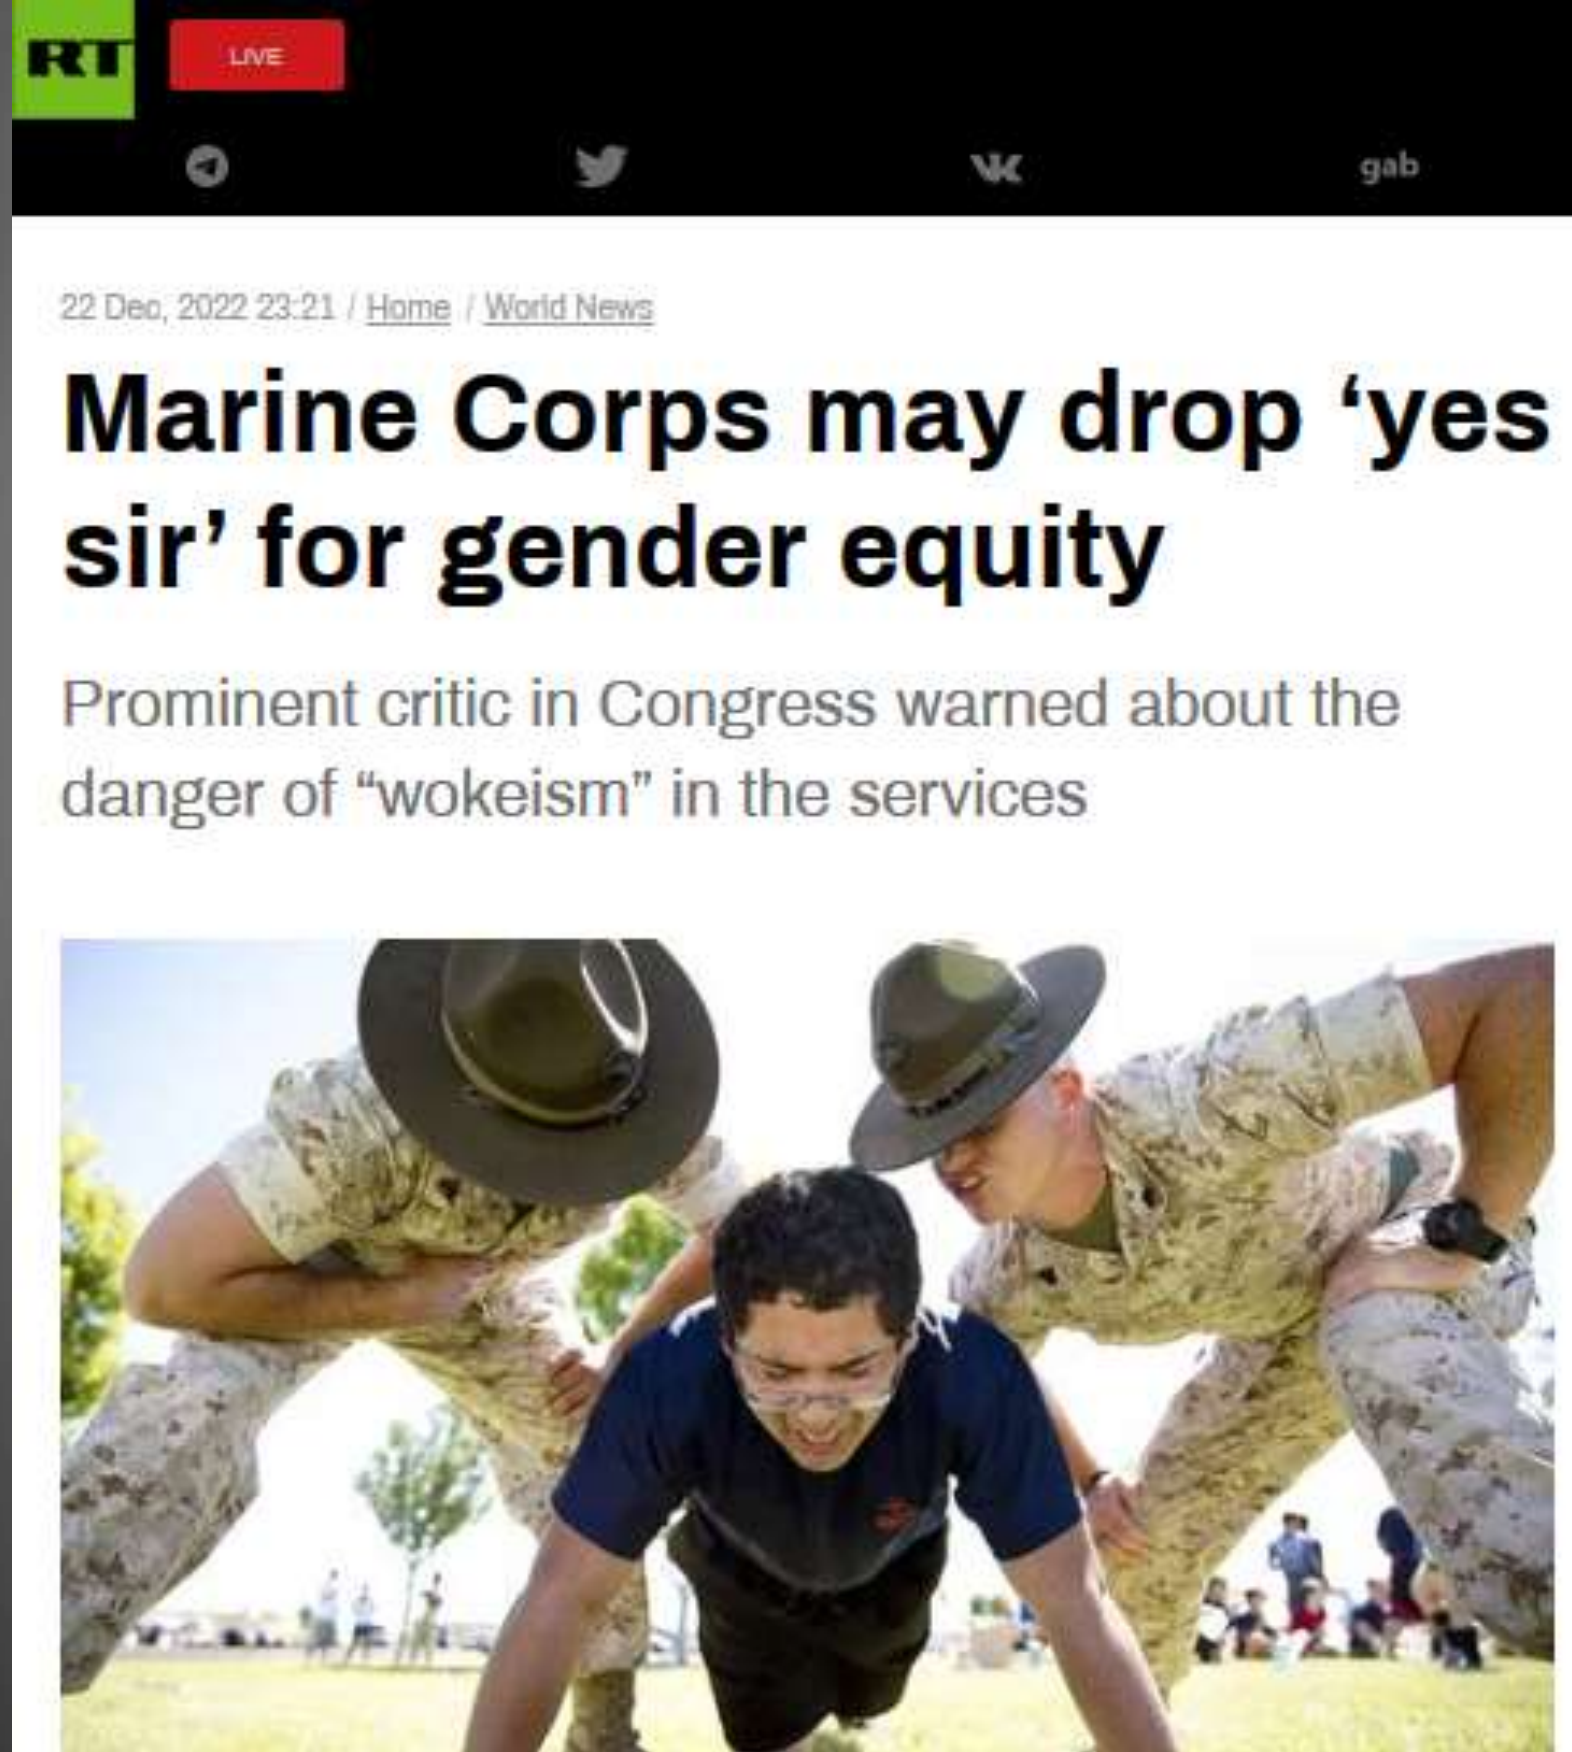 RT
LIVE
gab
22 Dec, 2022 23:21 / Home / World News
Marine Corps may drop ‘yes
sir’ for gender equity
Prominent critic in Congress warned about the
danger of “wokeism” in the services